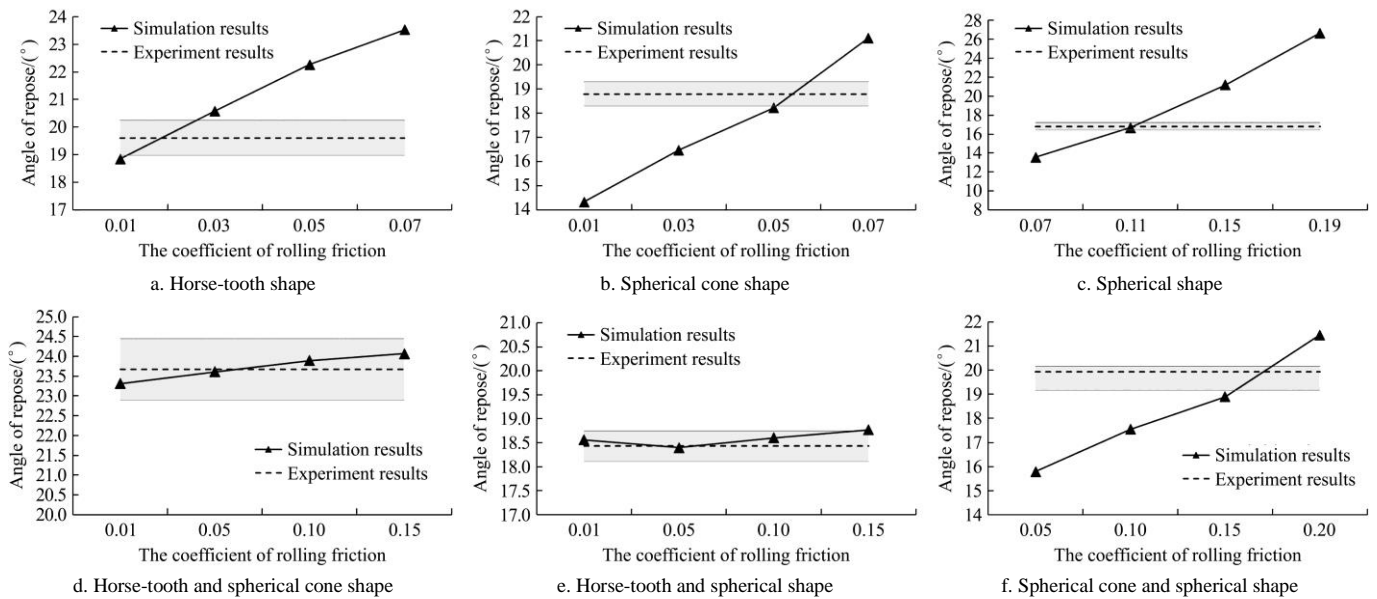 Angle of repose/(°)
24
23
22
21
20
19
18
17
Simulation results
Experiment results
0.01 0.03 0.05 0.07
The coefficient of rolling friction
a. Horse-tooth shape
Angle of repose/(°)
22
21
20
19
18
17
16
15
14
Simulation results
Experiment results
0.01 0.03 0.05 0.07
The coefficient of rolling friction
b. Spherical cone shape
Angle of repose/(°)
28
26
24
22
20
18
16
14
12
10
8
Simulation results
Experiment results
0.07 0.11 0.15 0.19
The coefficient of rolling friction
c. Spherical shape
Angle of repose/(°)
25.0
24.5
24.0
23.5
23.0
22.5
22.0
21.5
21.0
20.5
20.0
Simulation results
Experiment results
0.01 0.05 0.10 0.15
The coefficient of rolling friction
d. Horse-tooth and spherical cone shape
Angle of repose/(°)
21.0
20.5
20.0
19.5
19.0
18.5
18.0
17.5
17.0
Simulation results
Experiment results
0.01 0.05 0.10 0.15
The coefficient of rolling friction
e. Horse-tooth and spherical shape
Angle of repose/(°)
22
21
20
19
18
17
16
15
14
Simulation results
Experiment results
0.05 0.10 0.15 0.20
The coefficient of rolling friction
f. Spherical cone and spherical shape